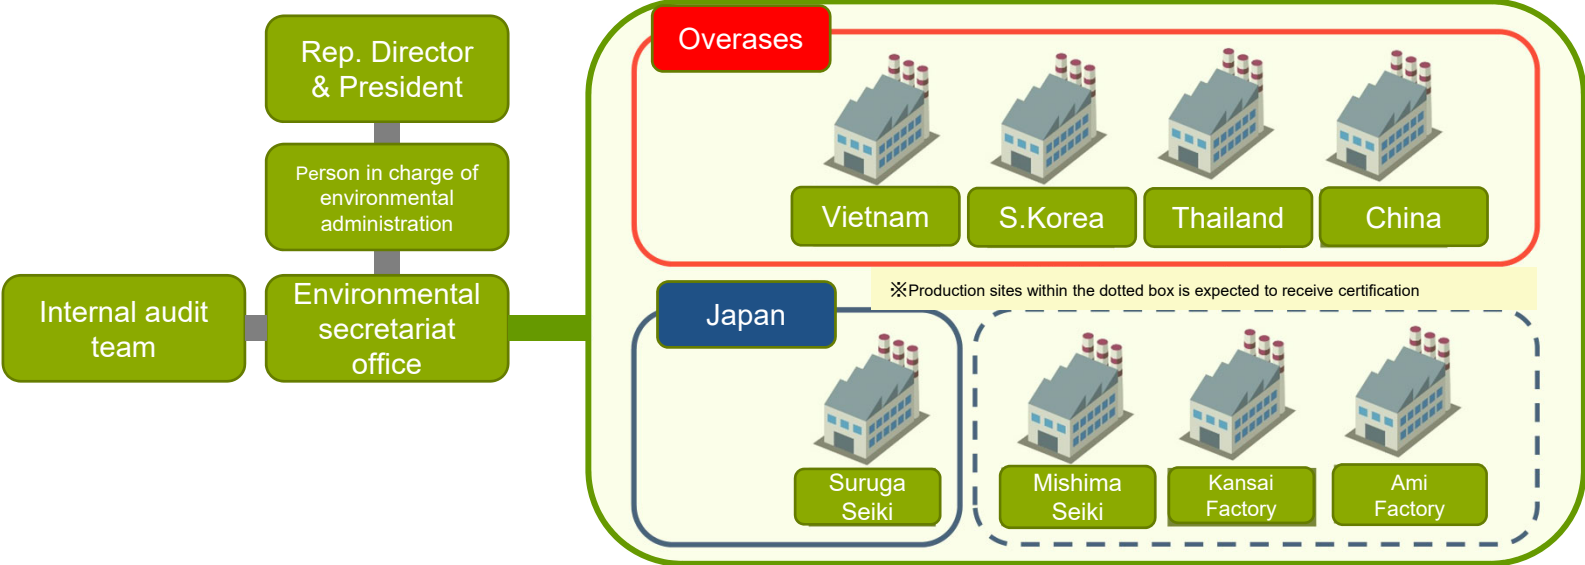 Rep. Director
& President
Person in charge of
environmental
administration
Internal audit
team
Environmental
secretariat
office
Overases
Vietnam
S.Korea
Thailand
China
※Production sites within the dotted box is expected to receive certification
Japan
Suruga
Seiki
Mishima
Seiki
Kansai
Factory
Ami
Factory